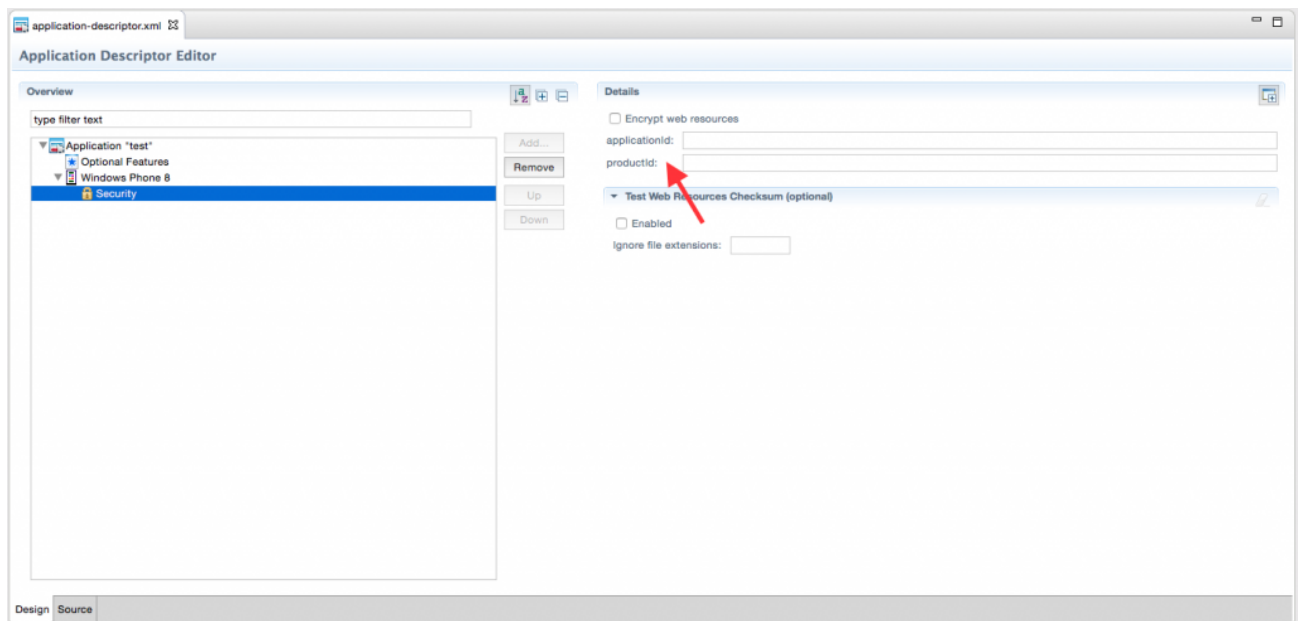 application-descriptor.xml
Application Descriptor Editor
Overview
type filter text
Application "test"
Optional Features
Windows Phone 8
Security
Add...
Remove
Up
Down
Details
Encrypt web resources
applicationId:
productId:
Test Web Resources Checksum (optional)
Enabled
Ignore file extensions:
Design Source